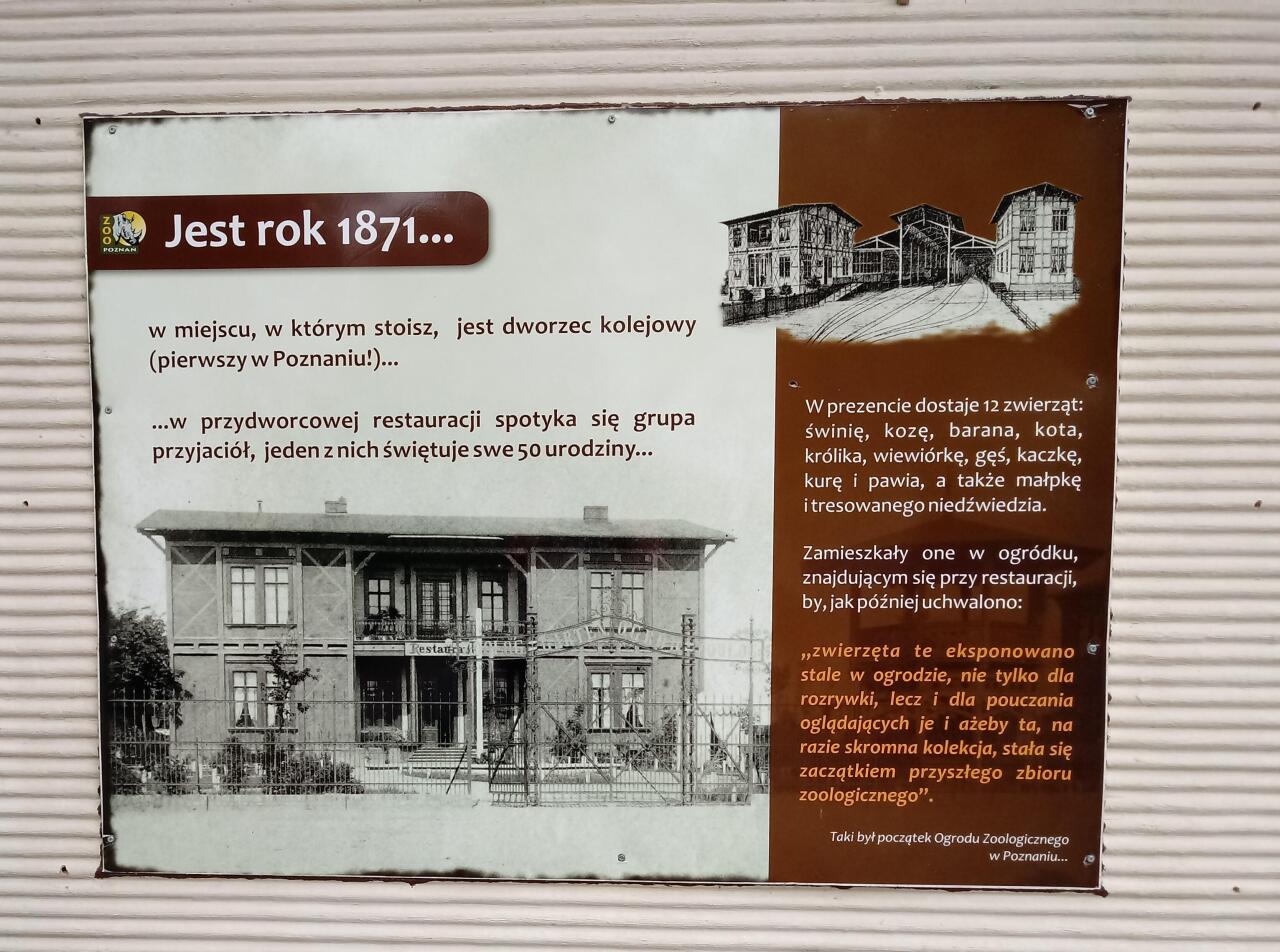 ZOO
POZNAŃ
Jest rok 1871...
w miejscu, w którym stoisz, jest dworzec kolejowy
(pierwszy w Poznaniu!)...
...w przydworcowej restauracji spotyka się grupa
przyjaciół, jeden z nich świętuje swe 50 urodziny...
W prezencie dostaje 12 zwierząt:
świnię, kozę, barana, kota,
królika, wiewiórkę, gęś, kaczkę,
kurę i pawia, a także małpkę
i tresowanego niedźwiedzia.
Zamieszkały one w ogródku,
znajdującym się przy restauracji,
by, jak później uchwalono:
„zwierzęta te eksponowano
stale w ogrodzie, nie tylko dla
rozrywki, lecz i dla pouczania
oglądających je i ażeby ta, na
razie skromna kolekcja, stała się
zaczątkiem przyszłego zbioru
zoologicznego”.
Taki był początek Ogrodu Zoologicznego
w Poznaniu...